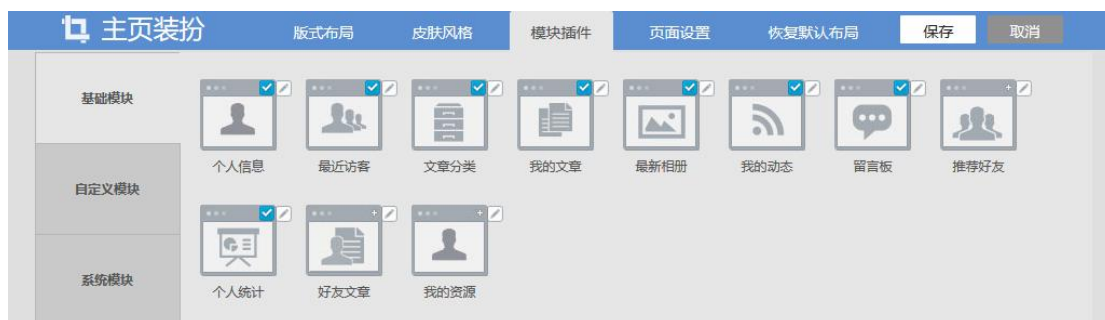 主页装扮 版式布局 皮肤风格 模块插件 页面设置 恢复默认布局 保存 取消
基础模块
个人信息 最近访客 文章分类 我的文章 最新相册 我的动态 留言板 推荐好友
自定义模块
系统模块
个人统计 好友文章 我的资源